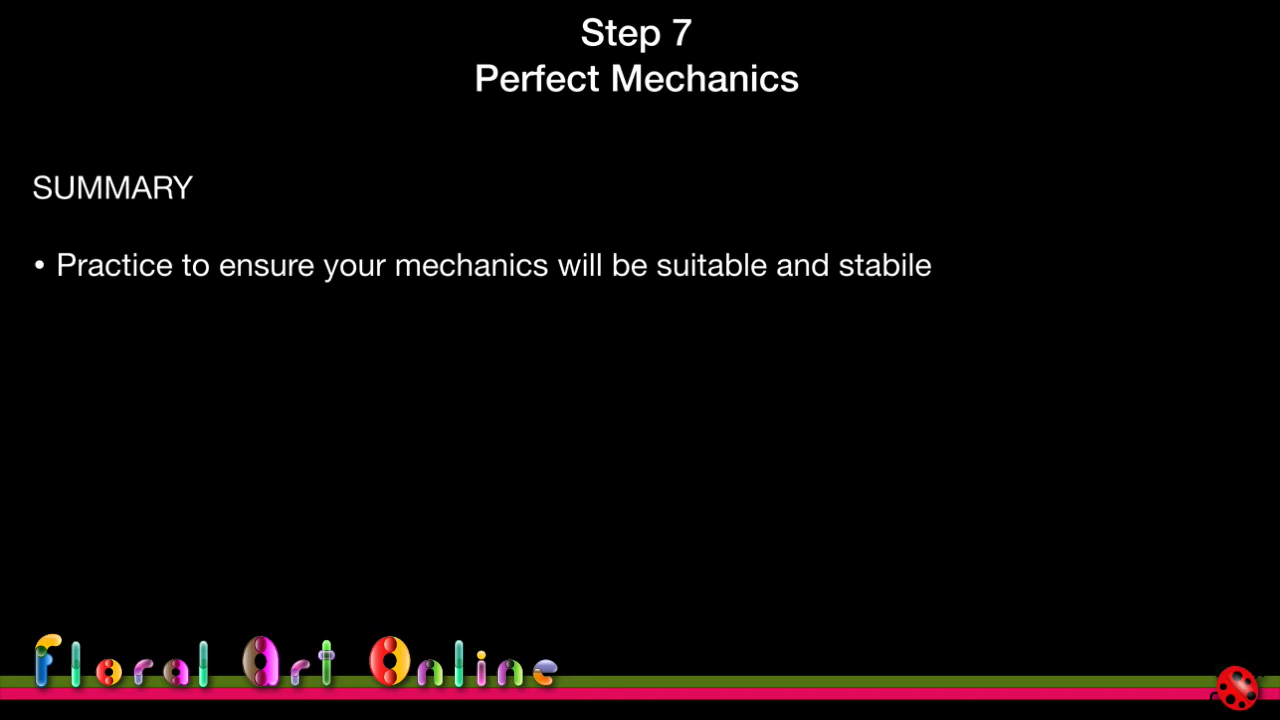 Step 7
Perfect Mechanics
SUMMARY
• Practice to ensure your mechanics will be suitable and stabile
Floral Art Online